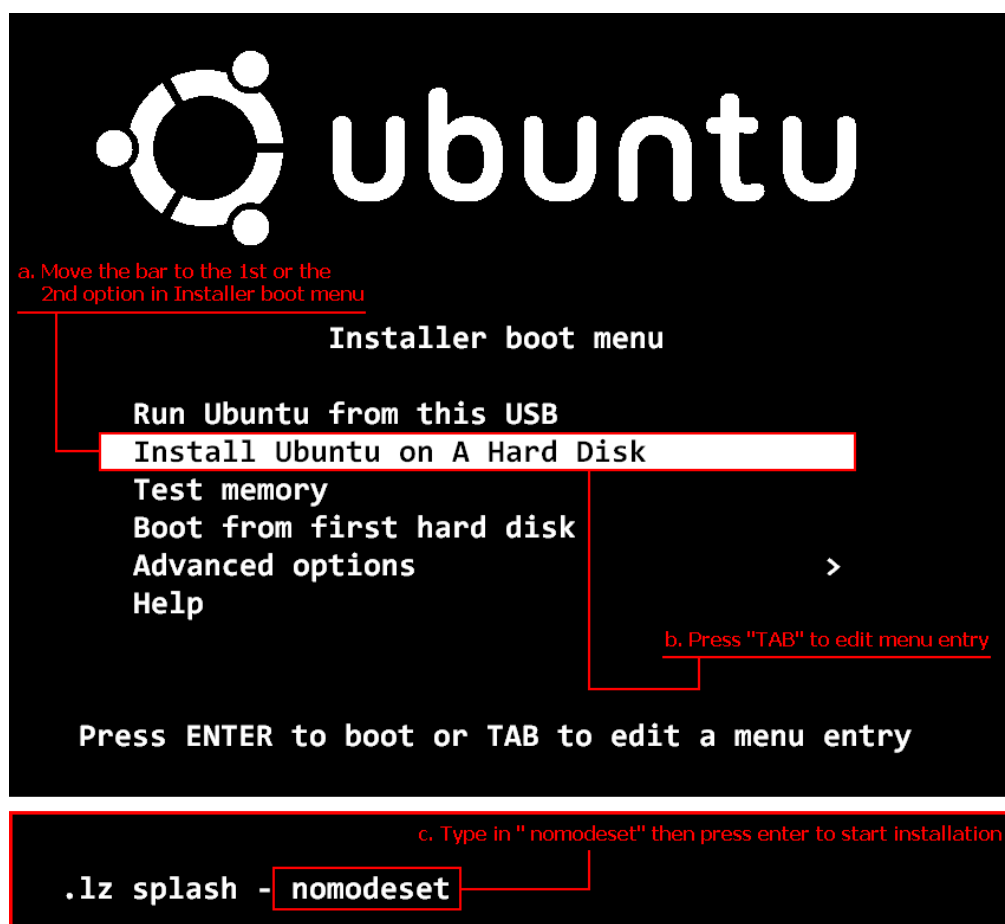 ubuntu
a. Move the bar to the 1st or the
2nd option in Installer boot menu
Installer boot menu
Run Ubuntu from this USB
Install Ubuntu on A Hard Disk
Test memory
Boot from first hard disk
Advanced options >
Help
b. Press "TAB" to edit menu entry
Press ENTER to boot or TAB to edit a menu entry
c. Type in " nomodeset" then press enter to start installation
.lz splash - nomodeset